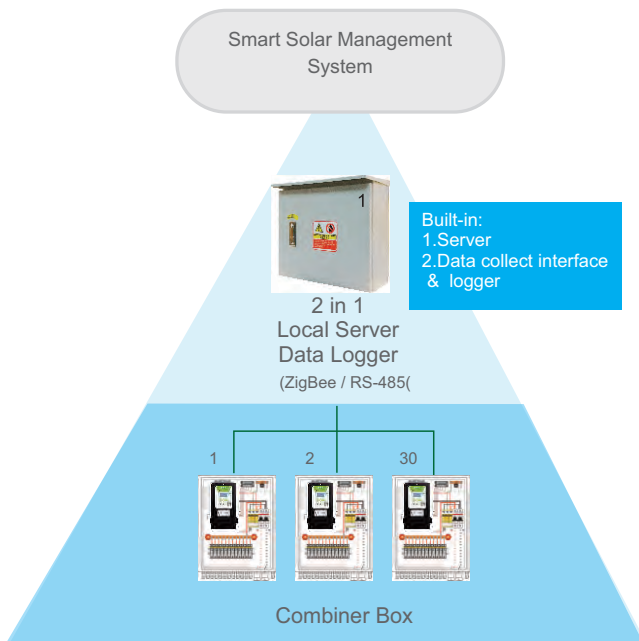 Smart Solar Management
System
1
Built-in:
1.Server
2.Data collect interface
& logger
2 in 1
Local Server
Data Logger
(ZigBee / RS-485(
1 2 30
Combiner Box